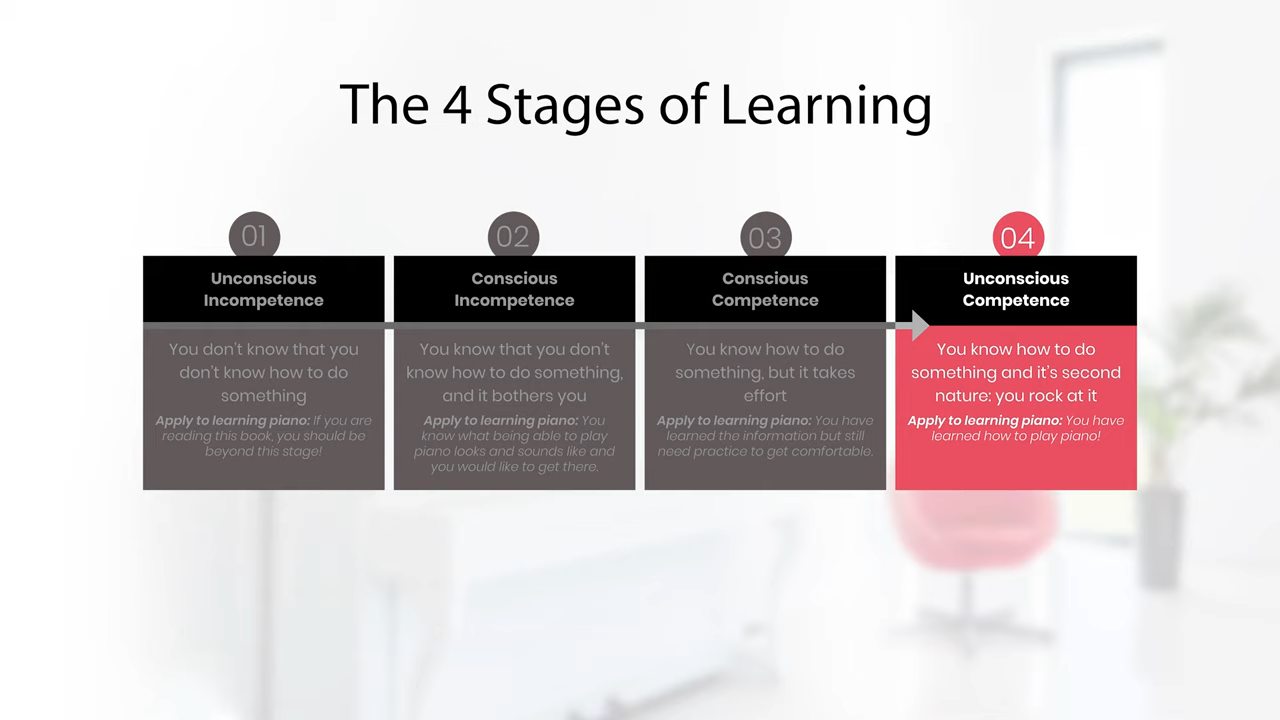 The 4 Stages of Learning
01
Unconscious
Incompetence
You don't know that you
don't know how to do
something
Apply to learning piano: If you are
reading this book, you should be
beyond this stage!
02
Conscious
Incompetence
You know that you don't
know how to do something,
and it bothers you
Apply to learning piano: You
know what being able to play
piano looks and sounds like and
you would like to get there.
03
Conscious
Competence
You know how to do
something, but it takes
effort
Apply to learning piano: You have
learned the information but still
need practice to get comfortable.
04
Unconscious
Competence
You know how to do
something and it's second
nature: you rock at it
Apply to learning piano: You have
learned how to play piano!